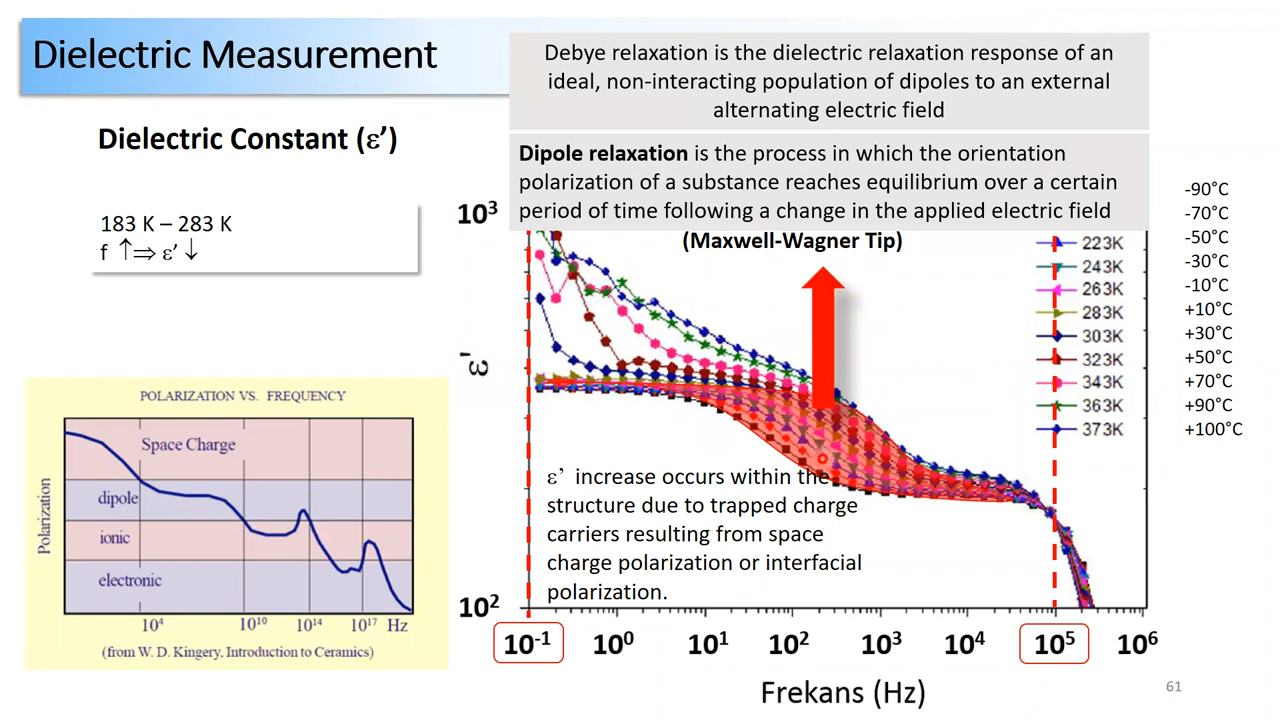 Dielectric Measurement
Debye relaxation is the dielectric relaxation response of an
ideal, non-interacting population of dipoles to an external
alternating electric field
Dielectric Constant (ε’)
Dipole relaxation is the process in which the orientation
polarization of a substance reaches equilibrium over a certain
period of time following a change in the applied electric field
(Maxwell-Wagner Tip)
183 K – 283 K
f ↑⇒ ε’ ↓
10³
ε'
10²
223K
243K
263K
283K
303K
323K
343K
363K
373K
-90°C
-70°C
-50°C
-30°C
-10°C
+10°C
+30°C
+50°C
+70°C
+90°C
+100°C
ε’ increase occurs within the
structure due to trapped charge
carriers resulting from space
charge polarization or interfacial
polarization.
10⁻¹ 10⁰ 10¹ 10² 10³ 10⁴ 10⁵ 10⁶
Frekans (Hz)
POLARIZATION VS. FREQUENCY
Polarization
Space Charge
dipole
ionic
electronic
10⁴ 10¹⁰ 10¹⁴ 10¹⁷ Hz
(from W. D. Kingery, Introduction to Ceramics)
61